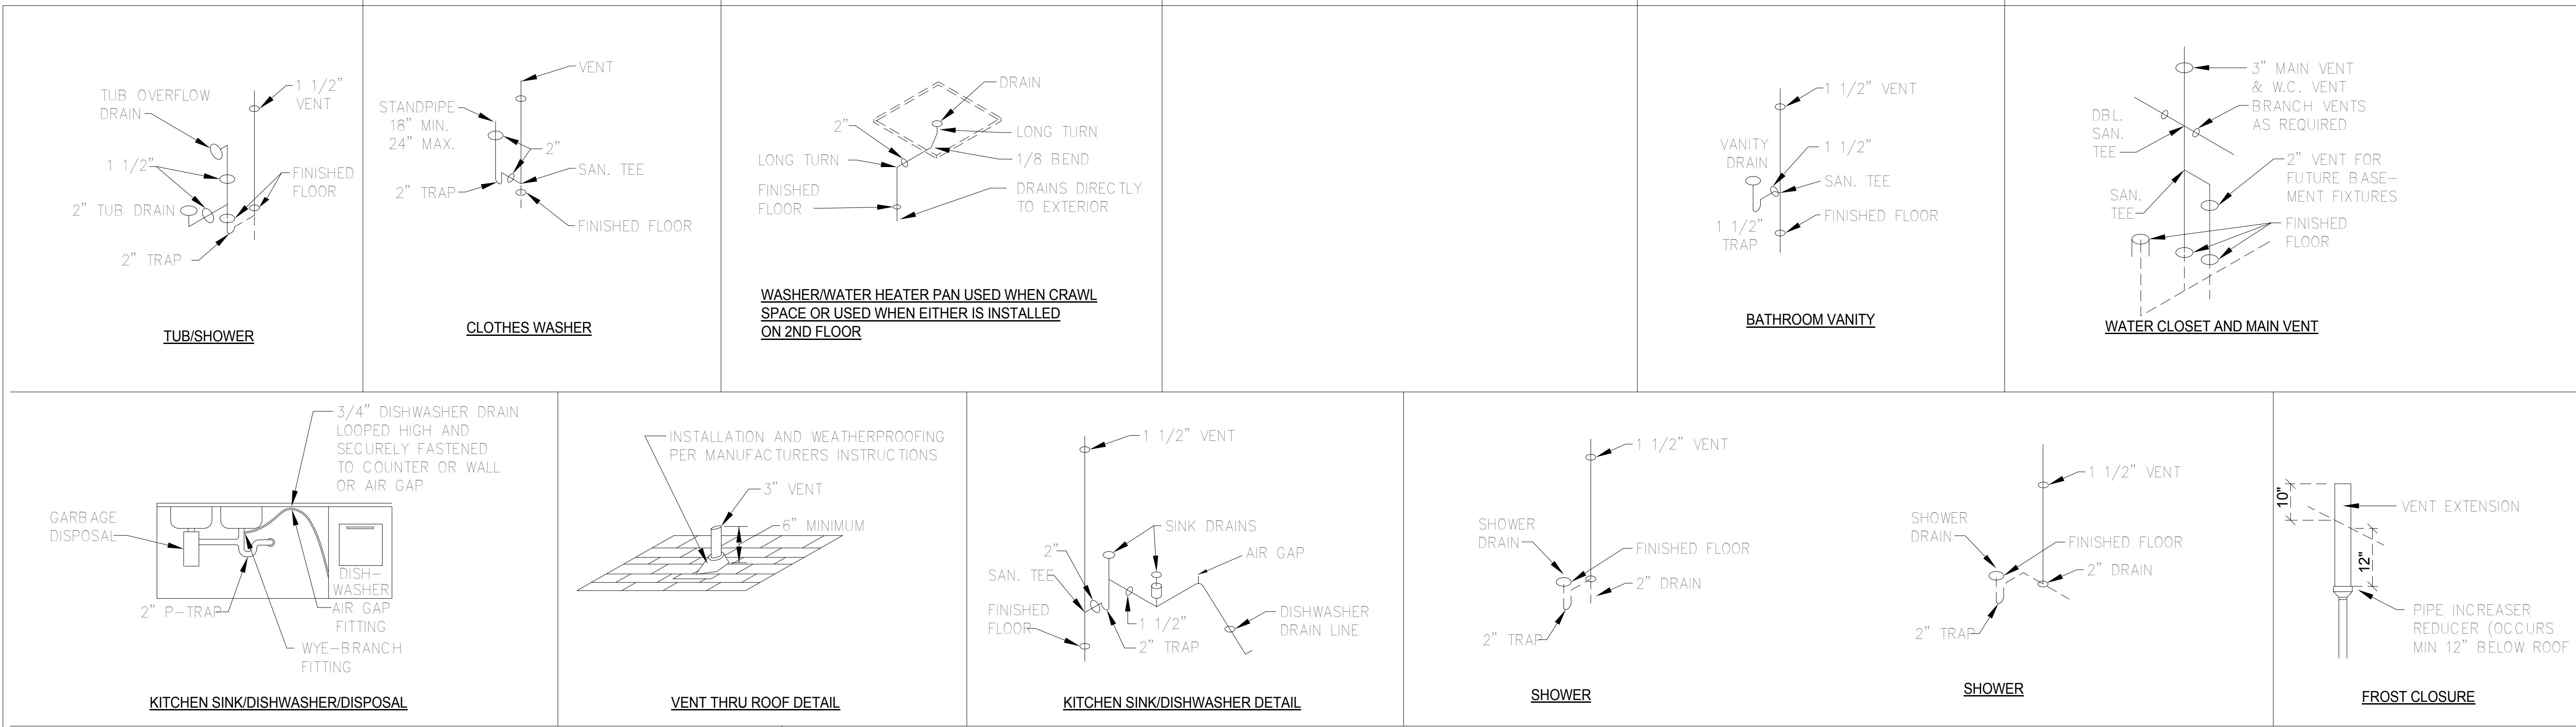 TUB OVERFLOW
DRAIN
1 1/2"
VENT
1 1/2"
FINISHED
FLOOR
2" TUB DRAIN
2" TRAP
TUB/SHOWER
VENT
STANDPIPE
18" MIN.
24" MAX.
2"
SAN. TEE
2" TRAP
FINISHED FLOOR
CLOTHES WASHER
DRAIN
2"
LONG TURN
LONG TURN
1/8 BEND
FINISHED
FLOOR
DRAINS DIRECTLY
TO EXTERIOR
WASHER/WATER HEATER PAN USED WHEN CRAWL
SPACE OR USED WHEN EITHER IS INSTALLED
ON 2ND FLOOR
1 1/2" VENT
VANITY
DRAIN
1 1/2"
SAN. TEE
FINISHED FLOOR
1 1/2"
TRAP
BATHROOM VANITY
3" MAIN VENT
& W.C. VENT
BRANCH VENTS
AS REQUIRED
DBL.
SAN.
TEE
2" VENT FOR
FUTURE BASE-
MENT FIXTURES
SAN.
TEE
FINISHED
FLOOR
WATER CLOSET AND MAIN VENT
3/4" DISHWASHER DRAIN
LOOPED HIGH AND
SECURELY FASTENED
TO COUNTER OR WALL
OR AIR GAP
GARBAGE
DISPOSAL
DISH-
WASHER
2" P-TRAP
AIR GAP
FITTING
WYE-BRANCH
FITTING
KITCHEN SINK/DISHWASHER/DISPOSAL
INSTALLATION AND WEATHERPROOFING
PER MANUFACTURERS INSTRUCTIONS
3" VENT
6" MINIMUM
VENT THRU ROOF DETAIL
1 1/2" VENT
SINK DRAINS
2"
AIR GAP
SAN. TEE
FINISHED
FLOOR
1 1/2"
DISHWASHER
DRAIN LINE
2" TRAP
KITCHEN SINK/DISHWASHER DETAIL
1 1/2" VENT
SHOWER
DRAIN
FINISHED FLOOR
2" DRAIN
2" TRAP
SHOWER
1 1/2" VENT
SHOWER
DRAIN
FINISHED FLOOR
2" DRAIN
2" TRAP
SHOWER
10"
VENT EXTENSION
12"
PIPE INCREASER
REDUCER (OCCURS
MIN 12" BELOW ROOF
FROST CLOSURE